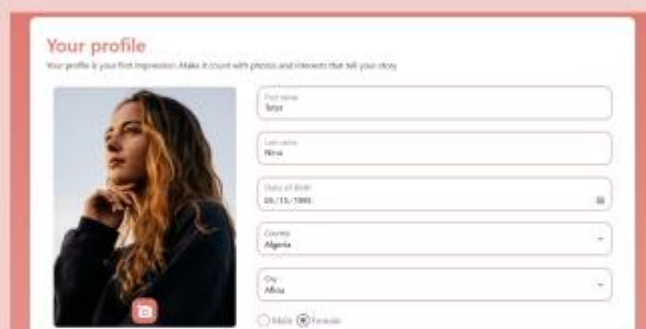 Your profile
Your profile is your first impression. Make it count with photos and interests that tell your story
First name
Last name
Nina
Date of Birth
Country
Algeria
City
Aflou
Male Female